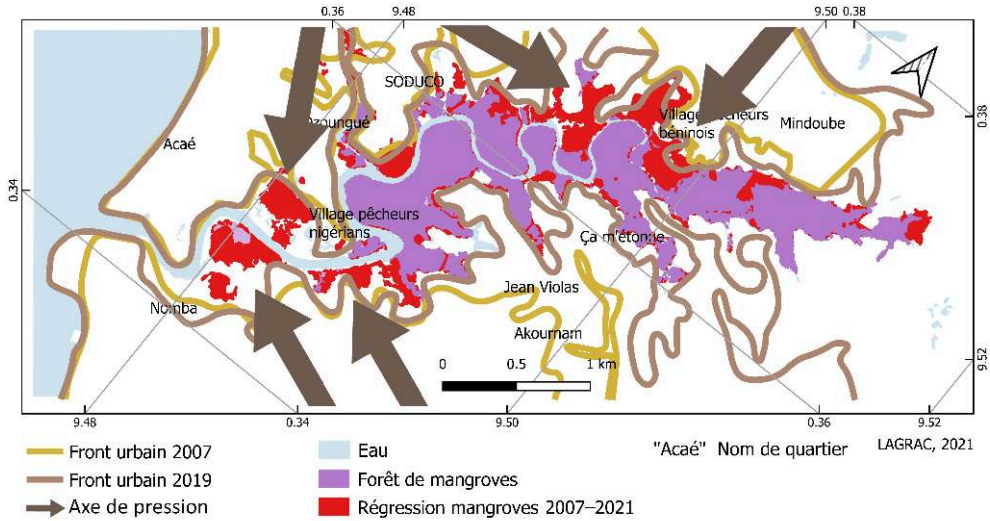 0.36
9.48
9.50
0.38
SODUCO
Ozoungué
Acaé
Village pêcheurs
béninois
Mindoube
0.38
0.34
Village pêcheurs
nigérians
Ça m'étonne
Jean Violas
Nomba
Akournam
0
0.5
1 km
9.52
9.48
0.34
9.50
0.36
9.52
Front urbain 2007
Front urbain 2019
Axe de pression
Eau
Forêt de mangroves
Régression mangroves 2007–2021
"Acaé" Nom de quartier
LAGRAC, 2021